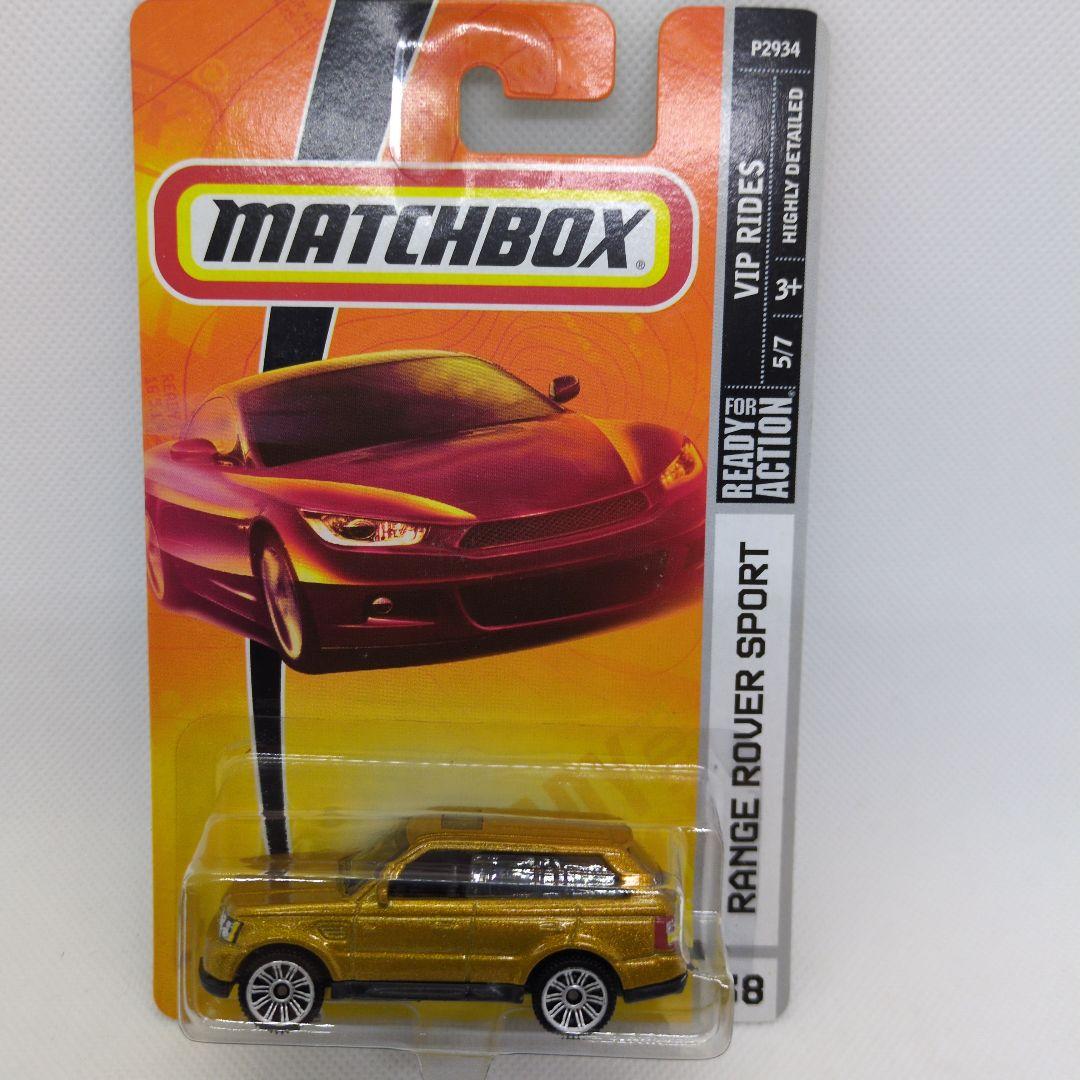 P2934
MATCHBOX®
VIP RIDES
HIGHLY DETAILED
5/7
3+
READY FOR
ACTION®
RANGE ROVER SPORT